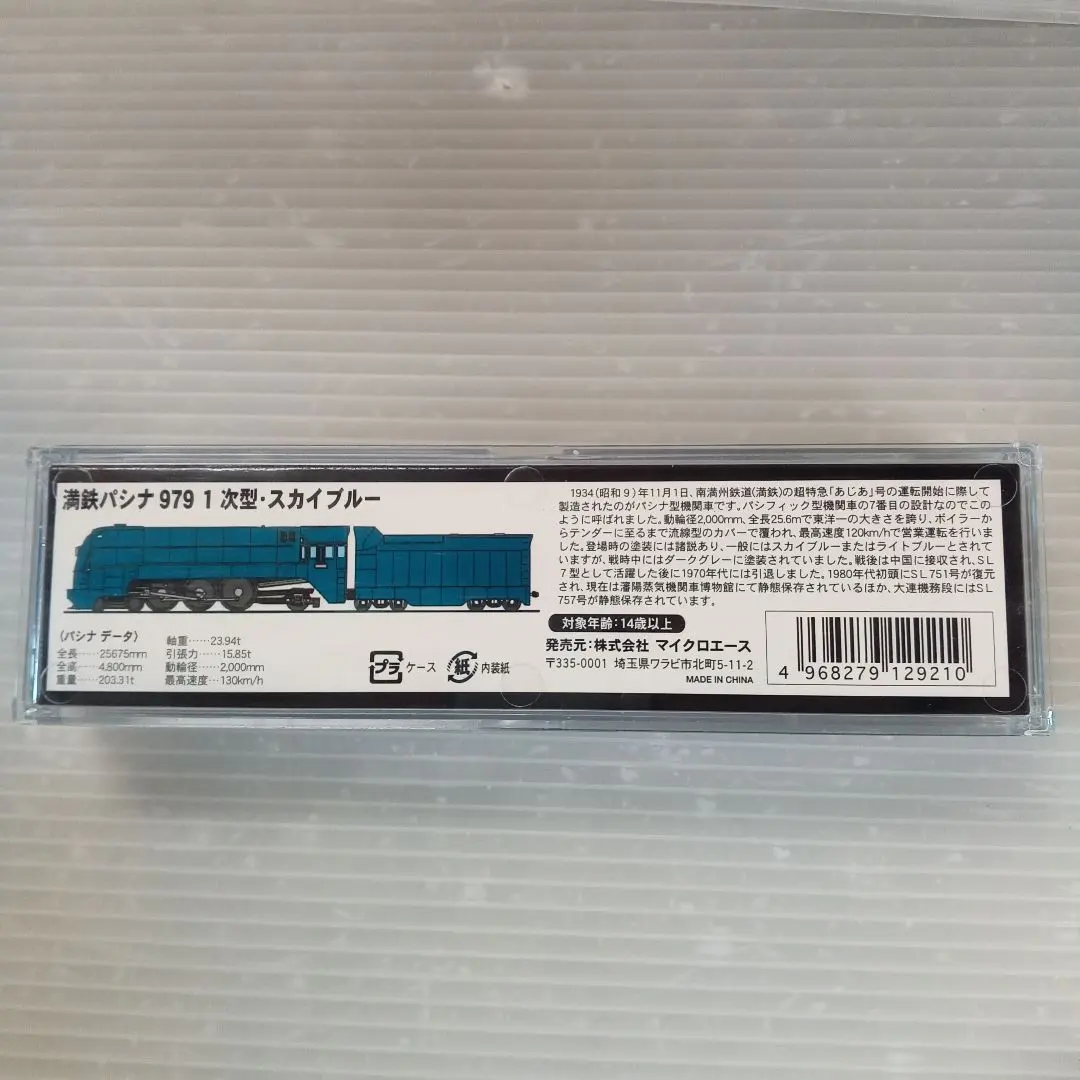 満鉄パシナ 979 1 次型・スカイブルー
〈パシナ データ〉
全長……25675mm
全高……4,800mm
重量……203.31t
軸重……23.94t
引張力……15.85t
動輪径……2,000mm
最高速度…130km/h
プラ ケース
紙 内装紙
1934(昭和9)年11月1日、南満州鉄道(満鉄)の超特急「あじあ」号の運転開始に際して
製造されたのがパシナ型機関車です。パシフィック型機関車の7番目の設計なのでこの
ように呼ばれました。動輪径2,000mm、全長25.6mで東洋一の大きさを誇り、ボイラーか
らテンダーに至るまで流線型のカバーで覆われ、最高速度120km/hで営業運転を行いま
した。登場時の塗装には諸説あり、一般にはスカイブルーまたはライトブルーとされて
いますが、戦時中にはダークグレーに塗装されていました。戦後は中国に接収され、SL
7型として活躍した後に1970年代には引退しました。1980年代初頭にSL751号が復元
され、現在は瀋陽蒸気機関車博物館にて静態保存されているほか、大連機務段にはSL
757号が静態保存されています。
対象年齢：14歳以上
発売元：株式会社 マイクロエース
〒335-0001 埼玉県ワラビ市北町5-11-2
MADE IN CHINA
4 968279 129210